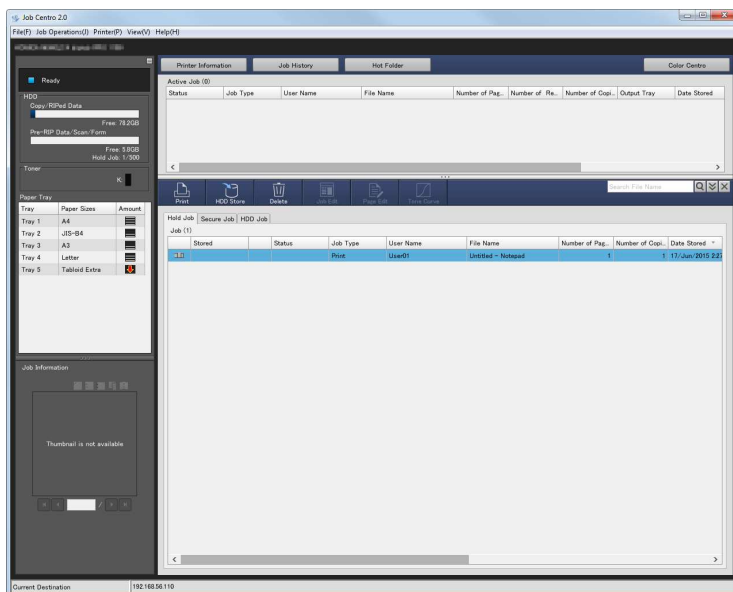 Job Centro 2.0
File(F) Job Operations(J) Printer(P) View(V) Help(H)
Printer Information Job History Hot Folder Color Centro
Ready
HDD
Copy/RIPed Data
Free: 78.2GB
Pre-RIP Data/Scan/Form
Free: 5.8GB
Hold Job: 1/500
Toner
K:
Paper Tray
Tray Paper Sizes Amount
Tray 1 A4
Tray 2 JIS-B4
Tray 3 A3
Tray 4 Letter
Tray 5 Tabloid Extra
Job Information
Thumbnail is not available
/
Active Job (0)
Status Job Type User Name File Name Number of Pag... Number of Re... Number of Copi... Output Tray Date Stored
Print HDD Store Delete Job Edit Page Edit Tone Curve
Search File Name
Hold Job Secure Job HDD Job
Job (1)
Stored Status Job Type User Name File Name Number of Pag... Number of Copi... Date Stored
Print User01 Untitled - Notepad 1 1 17/Jun/2015 2:27
Current Destination 192.168.56.110